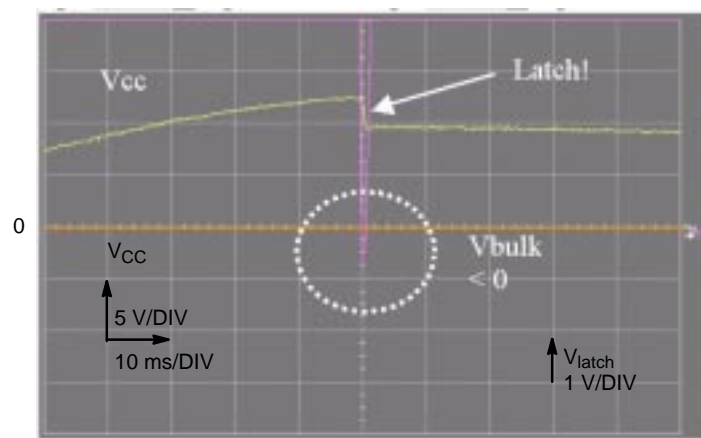 Vcc
Latch!
0
VCC
5 V/DIV
10 ms/DIV
Vbulk
< 0
Vlatch
1 V/DIV